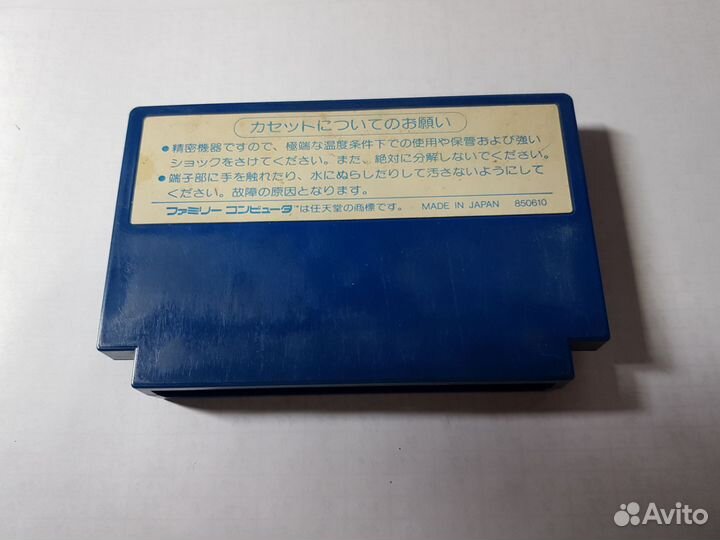 カセットについてのお願い
●精密機器ですので、極端な温度条件下での使用や保管および強い
ショックをさけてください。また、絶対に分解しないでください。
●端子部に手を触れたり、水にぬらしたりして汚さないようにして
ください。故障の原因となります。
ファミリーコンピュータ™は任天堂の商標です。 MADE IN JAPAN 850610
Avito